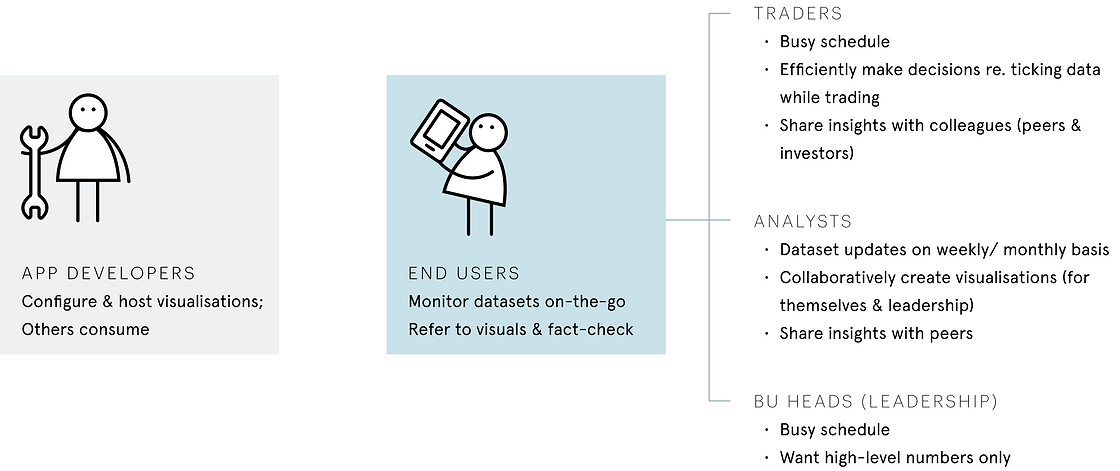 APP DEVELOPERS
Configure & host visualisations;
Others consume
END USERS
Monitor datasets on-the-go
Refer to visuals & fact-check
TRADERS
• Busy schedule
• Efficiently make decisions re. ticking data
while trading
• Share insights with colleagues (peers &
investors)
ANALYSTS
• Dataset updates on weekly/ monthly basis
• Collaboratively create visualisations (for
themselves & leadership)
• Share insights with peers
BU HEADS (LEADERSHIP)
• Busy schedule
• Want high-level numbers only